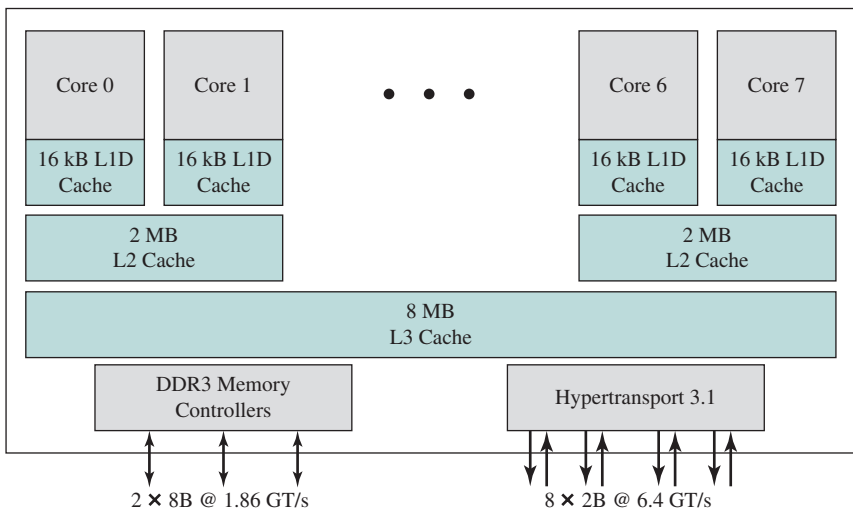 Core 0
Core 1
Core 6
Core 7
16 kB L1D
Cache
16 kB L1D
Cache
16 kB L1D
Cache
16 kB L1D
Cache
2 MB
L2 Cache
2 MB
L2 Cache
8 MB
L3 Cache
DDR3 Memory
Controllers
Hypertransport 3.1
2 × 8B @ 1.86 GT/s
8 × 2B @ 6.4 GT/s